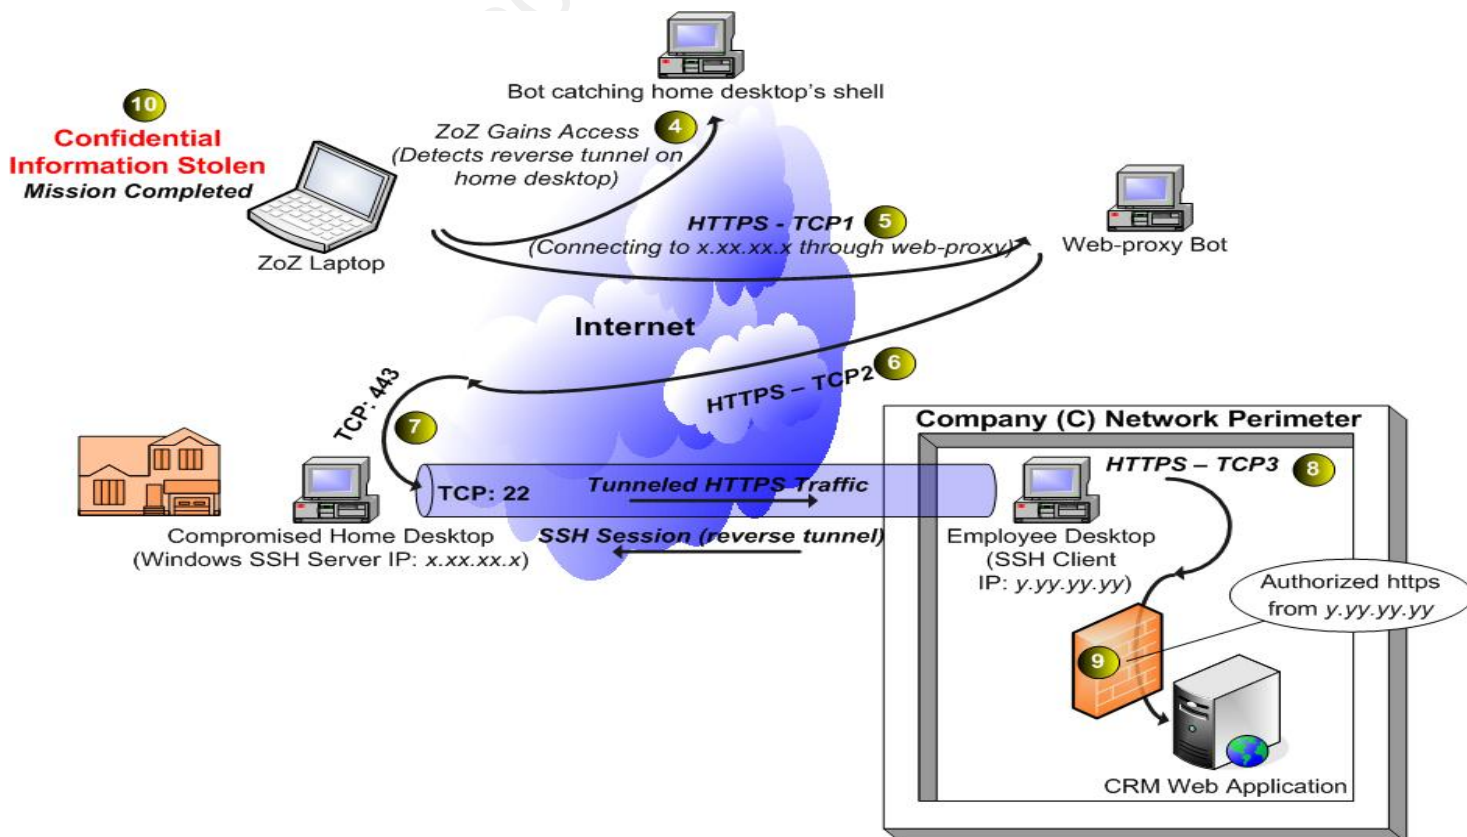 Bot catching home desktop's shell
10
Confidential
Information Stolen
Mission Completed
ZoZ Laptop
ZoZ Gains Access
4
(Detects reverse tunnel on
home desktop)
HTTPS - TCP1
5
(Connecting to x.xx.xx.x through web-proxy)
Web-proxy Bot
Internet
HTTPS – TCP2
6
TCP: 443
7
Company (C) Network Perimeter
TCP: 22
Tunneled HTTPS Traffic
SSH Session (reverse tunnel)
Compromised Home Desktop
(Windows SSH Server IP: x.xx.xx.x)
HTTPS – TCP3
8
Employee Desktop
(SSH Client
IP: y.yy.yy.yy)
Authorized https
from y.yy.yy.yy
9
CRM Web Application